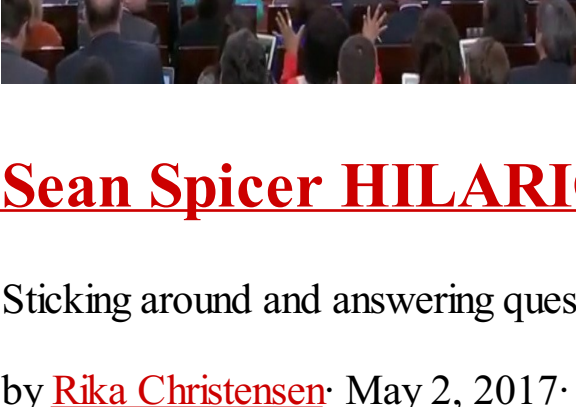 Sean Spicer HILARI
Sticking around and answering ques
by Rika Christensen· May 2, 2017·